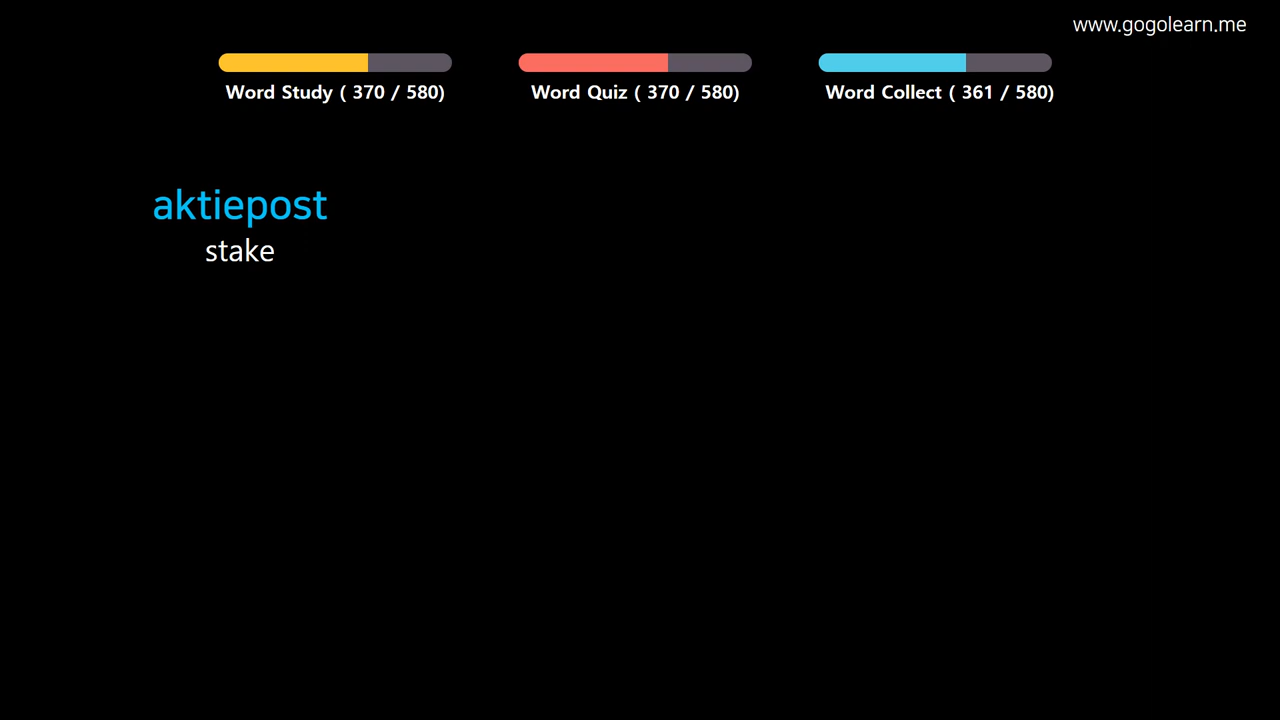 www.gogolearn.me
Word Study ( 370 / 580)
Word Quiz ( 370 / 580)
Word Collect ( 361 / 580)
aktiepost
stake